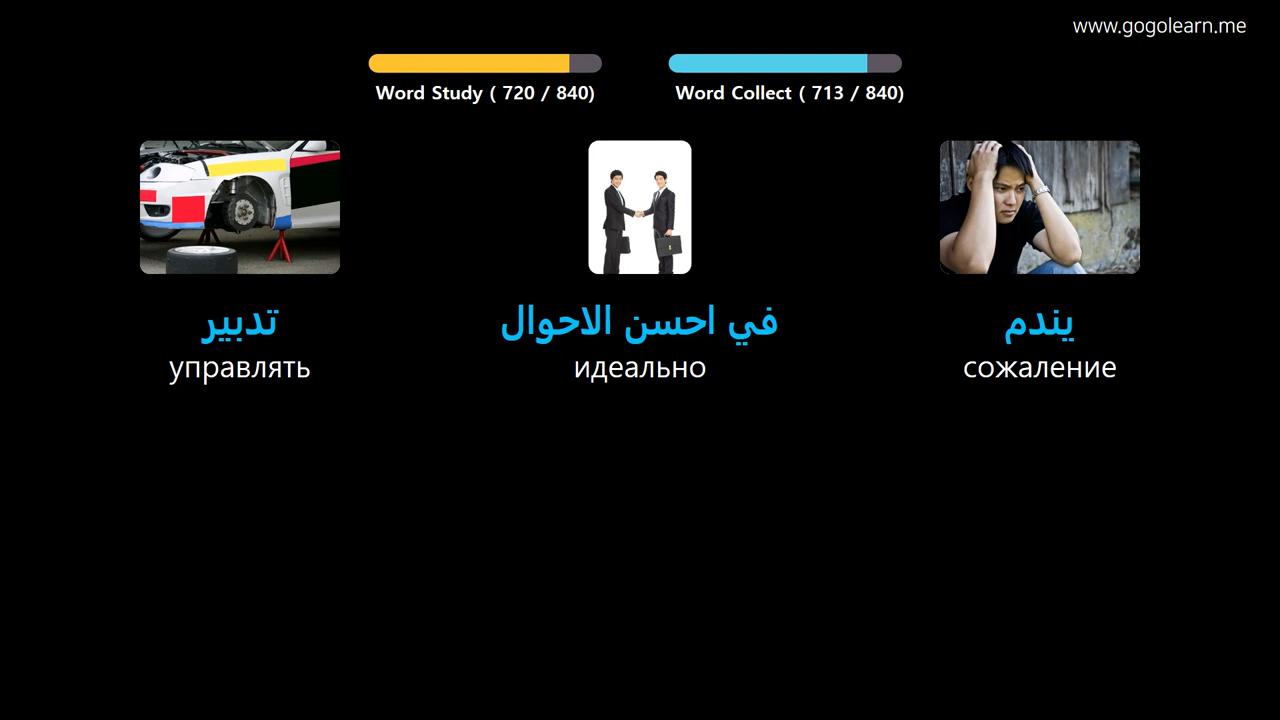 www.gogolearn.me
Word Study ( 720 / 840)
Word Collect ( 713 / 840)
تدبير
управлять
في احسن الاحوال
идеально
يندم
сожаление